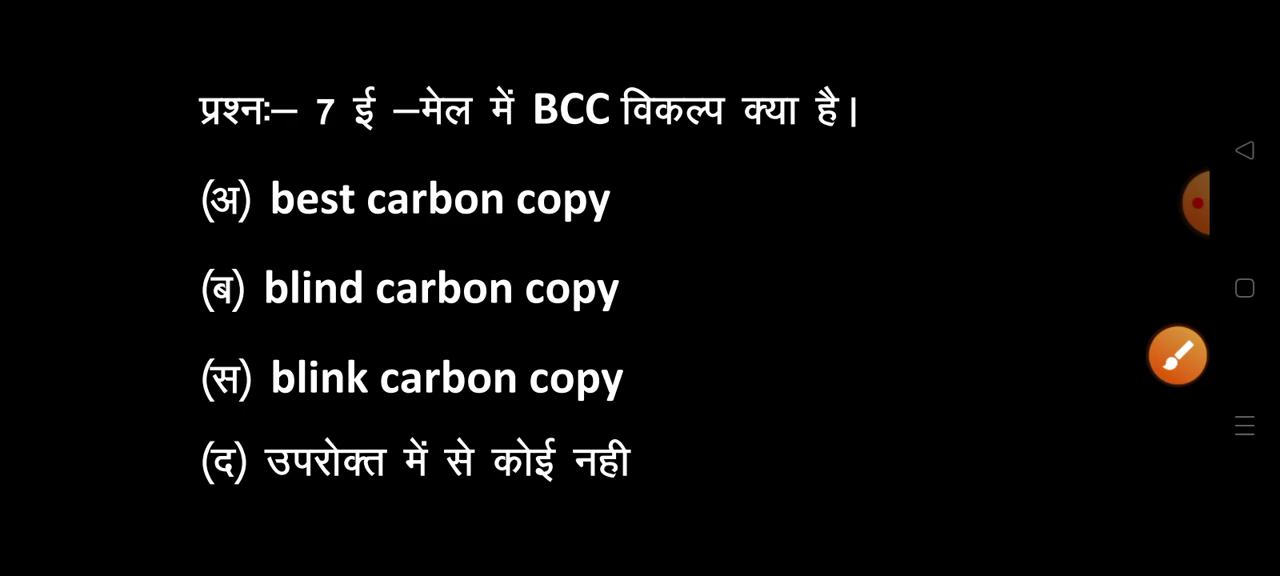 प्रश्नः– 7 ई –मेल में BCC विकल्प क्या है।
(अ) best carbon copy
(ब) blind carbon copy
(स) blink carbon copy
(द) उपरोक्त में से कोई नही